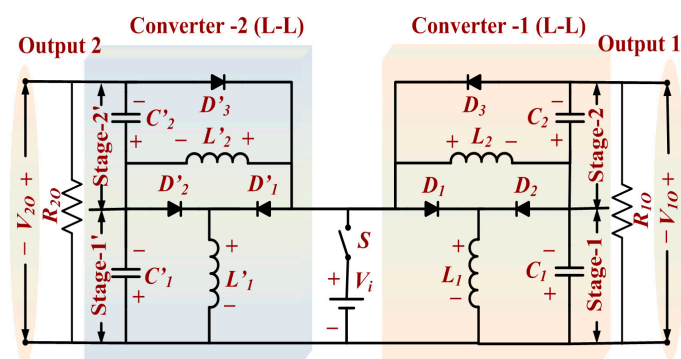 Converter -2 (L-L)
Converter -1 (L-L)
Output 2
Output 1
− V2O +
R2O
Stage-2'
Stage-1'
−
C'2
+
D'3
L'2
−
+
D'2
D'1
−
C'1
+
+
L'1
−
S
+
Vi
−
D3
+
L2
−
D1
D2
+
L1
−
−
C2
+
−
C1
+
Stage-2
Stage-1
R1O
− V1O +